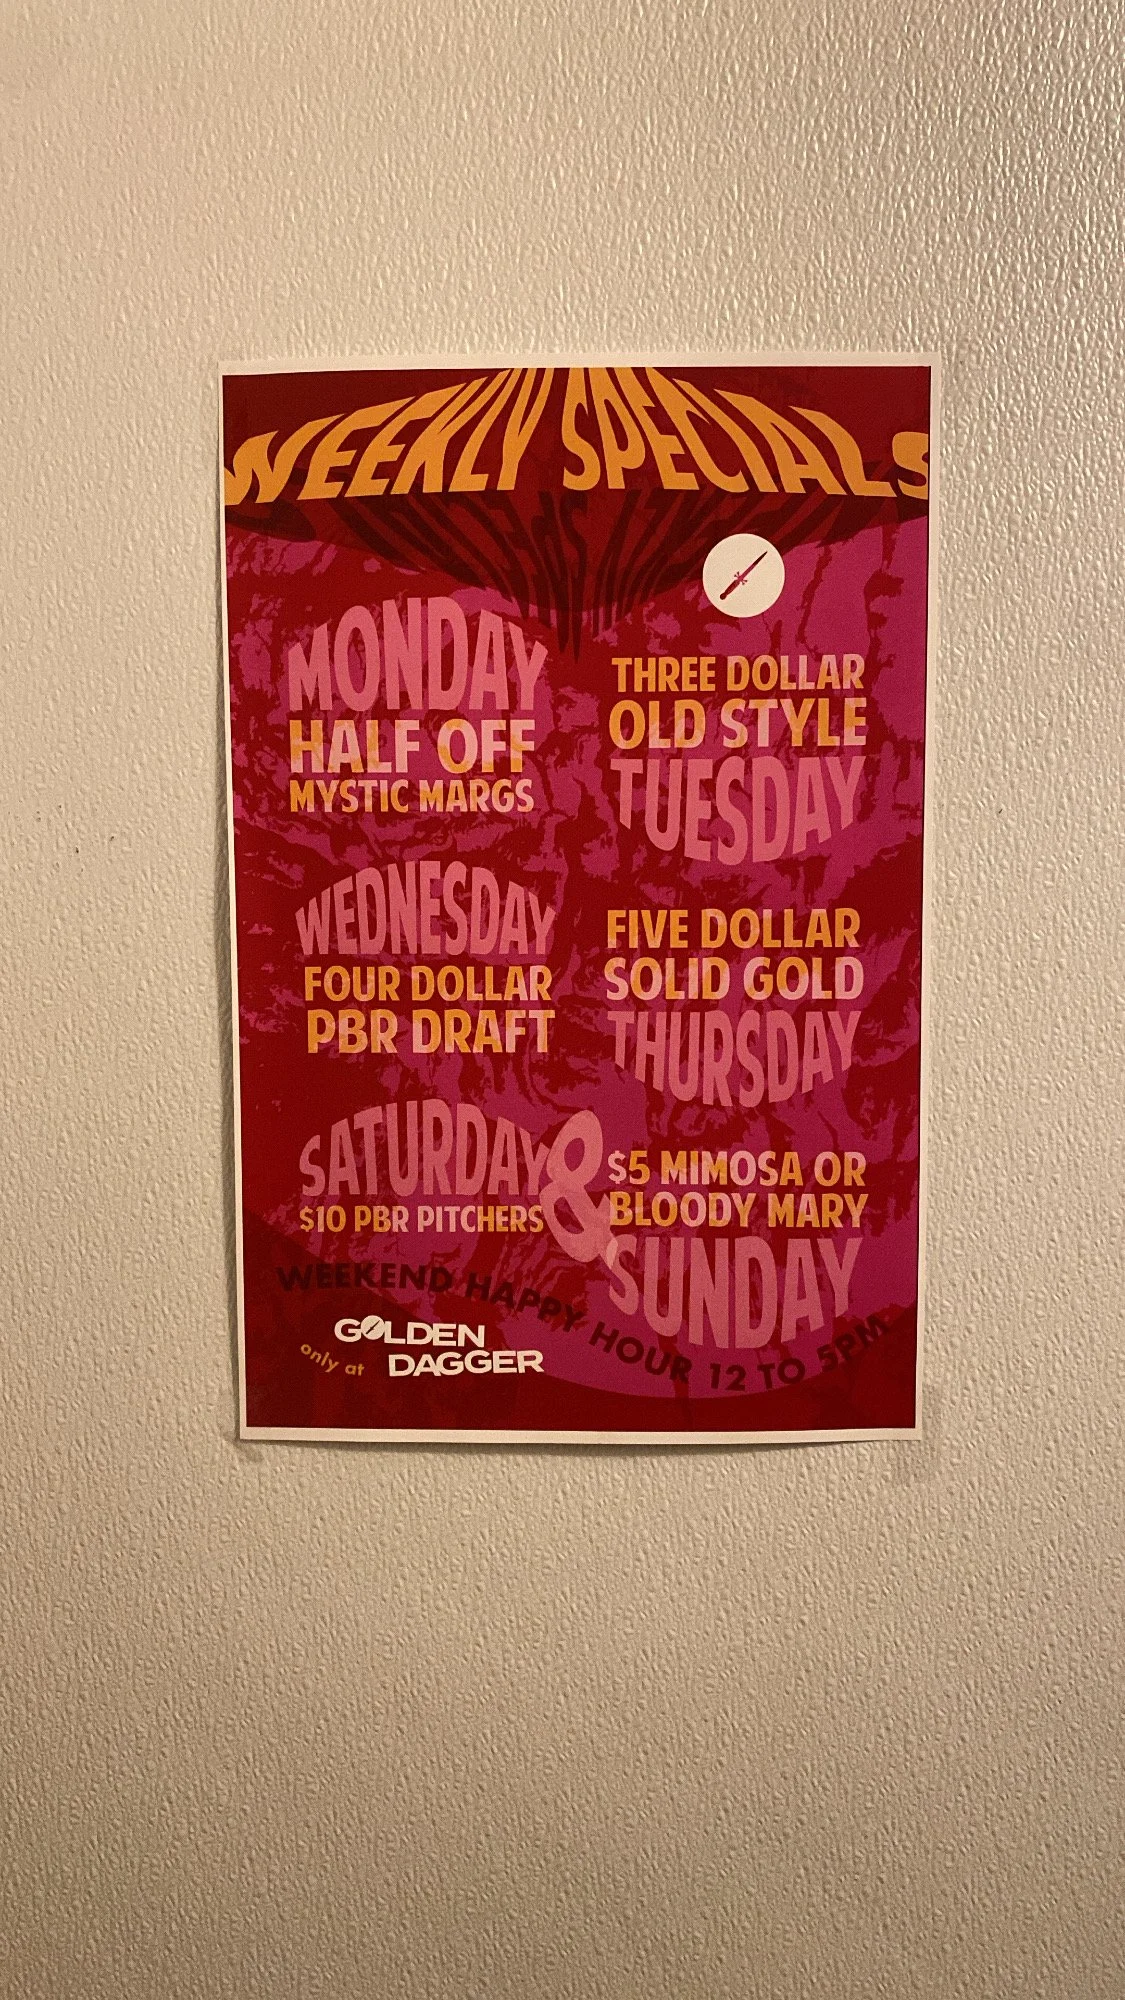 WEEKLY SPECIALS
MONDAY
HALF OFF
MYSTIC MARGS
THREE DOLLAR
OLD STYLE
TUESDAY
WEDNESDAY
FOUR DOLLAR
PBR DRAFT
FIVE DOLLAR
SOLID GOLD
THURSDAY
SATURDAY
$10 PBR PITCHERS
&
$5 MIMOSA OR
BLOODY MARY
SUNDAY
WEEKEND HAPPY HOUR 12 TO 5PM
only at
GOLDEN
DAGGER